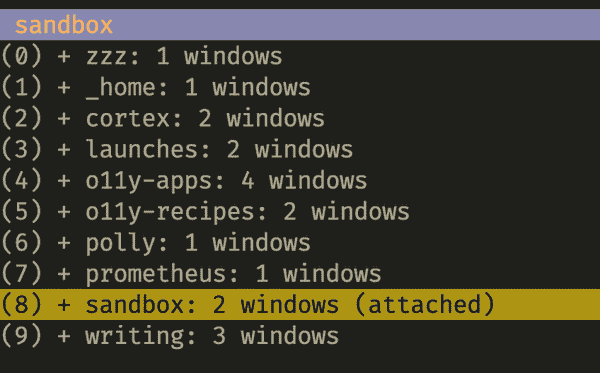 sandbox
(0) + zzz: 1 windows
(1) + _home: 1 windows
(2) + cortex: 2 windows
(3) + launches: 2 windows
(4) + o11y-apps: 4 windows
(5) + o11y-recipes: 2 windows
(6) + polly: 1 windows
(7) + prometheus: 1 windows
(8) + sandbox: 2 windows (attached)
(9) + writing: 3 windows